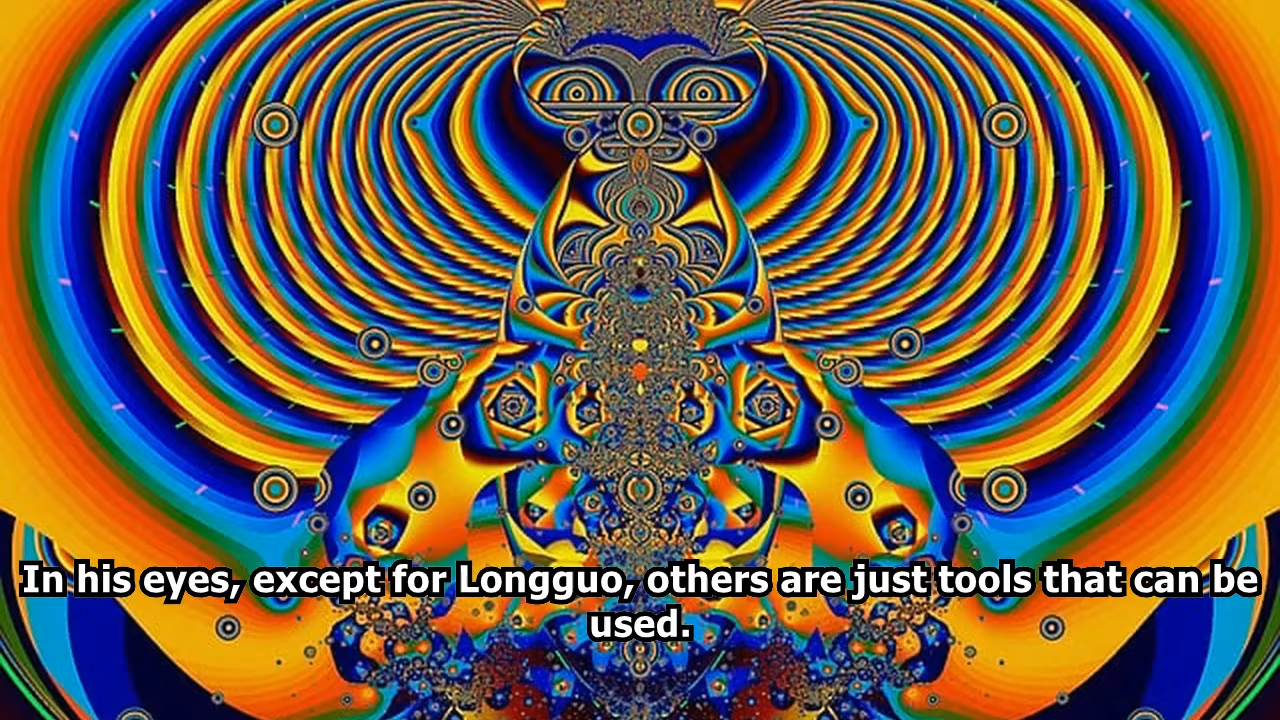 In his eyes, except for Longguo, others are just tools that can be
used.